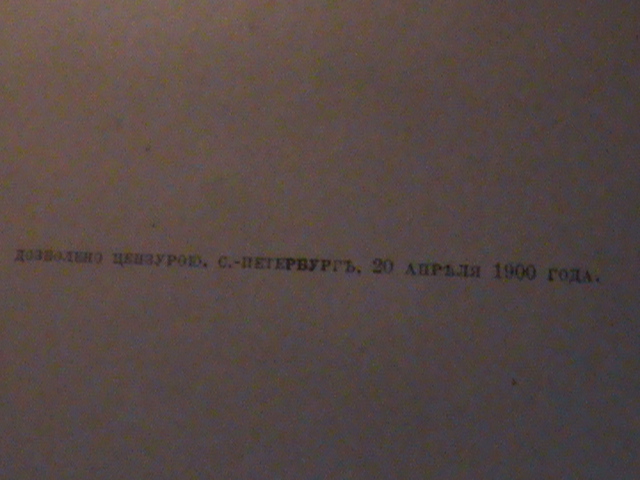 ДОЗВОЛЕНО ЦЕНЗУРОЮ. С.-ПЕТЕРБУРГЪ, 20 АПРѢЛЯ 1900 ГОДА.